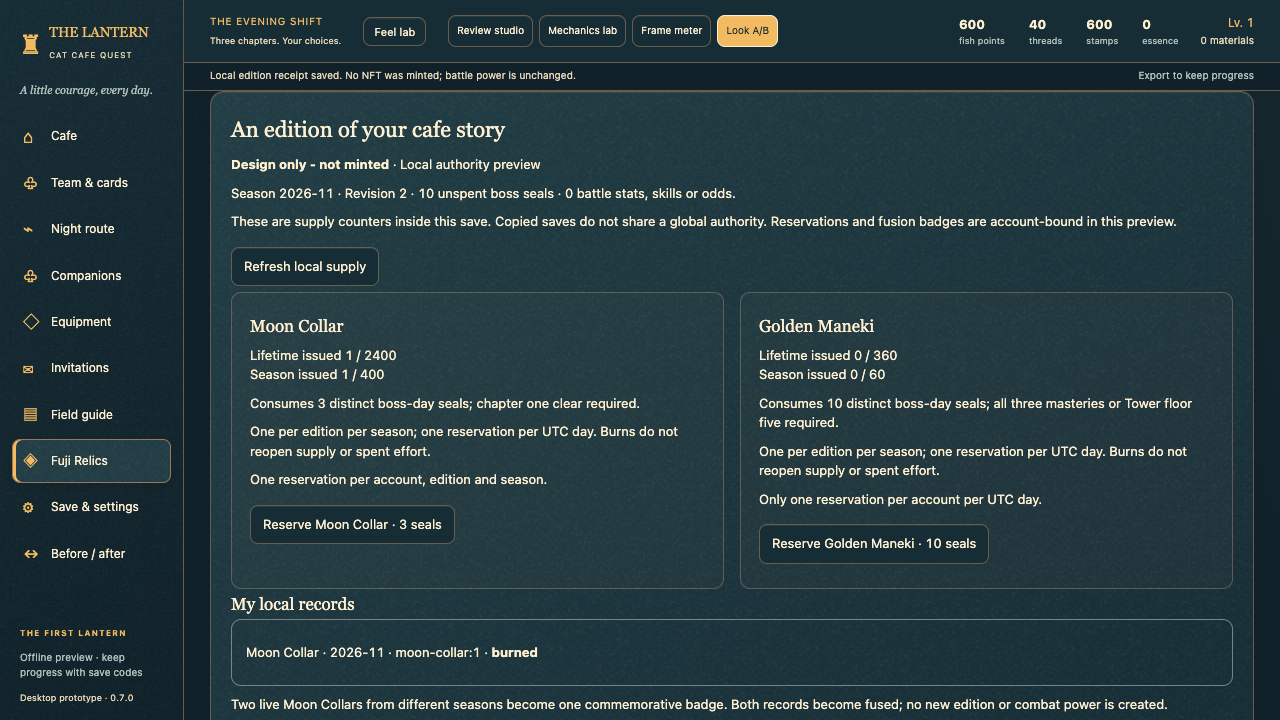 THE LANTERN
CAT CAFE QUEST
A little courage, every day.
Cafe
Team & cards
Night route
Companions
Equipment
Invitations
Field guide
Fuji Relics
Save & settings
Before / after
THE FIRST LANTERN
Offline preview · keep
progress with save codes
Desktop prototype · 0.7.0
THE EVENING SHIFT
Three chapters. Your choices.
Feel lab
Review studio
Mechanics lab
Frame meter
Look A/B
600
fish points
40
threads
600
stamps
0
essence
Lv. 1
0 materials
Local edition receipt saved. No NFT was minted; battle power is unchanged.
Export to keep progress
An edition of your cafe story
Design only - not minted · Local authority preview
Season 2026-11 · Revision 2 · 10 unspent boss seals · 0 battle stats, skills or odds.
These are supply counters inside this save. Copied saves do not share a global authority. Reservations and fusion badges are account-bound in this preview.
Refresh local supply
Moon Collar
Lifetime issued 1 / 2400
Season issued 1 / 400
Consumes 3 distinct boss-day seals; chapter one clear required.
One per edition per season; one reservation per UTC day. Burns do not
reopen supply or spent effort.
One reservation per account, edition and season.
Reserve Moon Collar · 3 seals
Golden Maneki
Lifetime issued 0 / 360
Season issued 0 / 60
Consumes 10 distinct boss-day seals; all three masteries or Tower floor
five required.
One per edition per season; one reservation per UTC day. Burns do not
reopen supply or spent effort.
Only one reservation per account per UTC day.
Reserve Golden Maneki · 10 seals
My local records
Moon Collar · 2026-11 · moon-collar:1 · burned
Two live Moon Collars from different seasons become one commemorative badge. Both records become fused; no new edition or combat power is created.